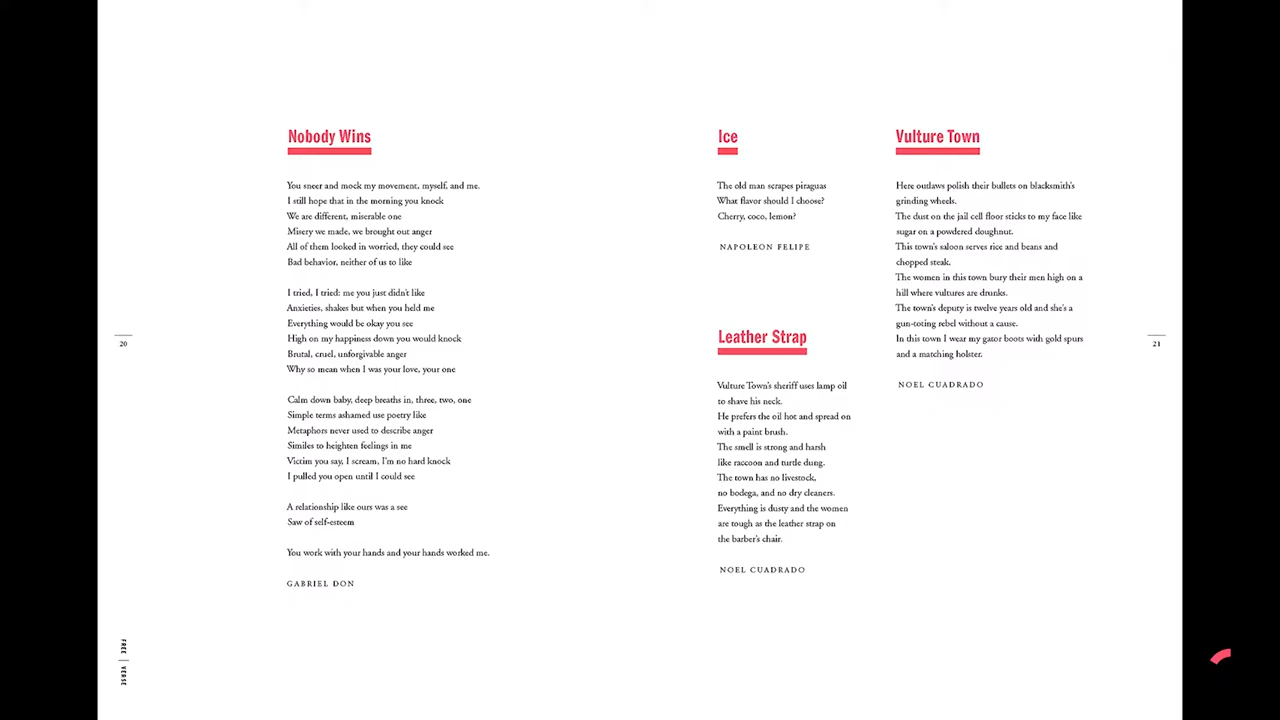 Nobody Wins
You sneer and mock my movement, myself, and me.
I still hope that in the morning you knock
We are different, miserable one
Misery we made, we brought out anger
All of them looked in worried, they could see
Bad behavior, neither of us to like
I tried, I tried: me you just didn't like
Anxieties, shakes but when you held me
Everything would be okay you see
High on my happiness down you would knock
Brutal, cruel, unforgivable anger
Why so mean when I was your love, your one
Calm down baby, deep breaths in, three, two, one
Simple terms ashamed use poetry like
Metaphors never used to describe anger
Similes to heighten feelings in me
Victim you say, I scream, I'm no hard knock
I pulled you open until I could see
A relationship like ours was a see
Saw of self-esteem
You work with your hands and your hands worked me.
GABRIEL DON
20
FREE | VERSE
Ice
The old man scrapes piraguas
What flavor should I choose?
Cherry, coco, lemon?
NAPOLEON FELIPE
Leather Strap
Vulture Town's sheriff uses lamp oil
to shave his neck.
He prefers the oil hot and spread on
with a paint brush.
The smell is strong and harsh
like raccoon and turtle dung.
The town has no livestock,
no bodega, and no dry cleaners.
Everything is dusty and the women
are tough as the leather strap on
the barber's chair.
NOEL CUADRADO
Vulture Town
Here outlaws polish their bullets on blacksmith's
grinding wheels.
The dust on the jail cell floor sticks to my face like
sugar on a powdered doughnut.
This town's saloon serves rice and beans and
chopped steak.
The women in this town bury their men high on a
hill where vultures are drunks.
The town's deputy is twelve years old and she's a
gun-toting rebel without a cause.
In this town I wear my gator boots with gold spurs
and a matching holster.
NOEL CUADRADO
21